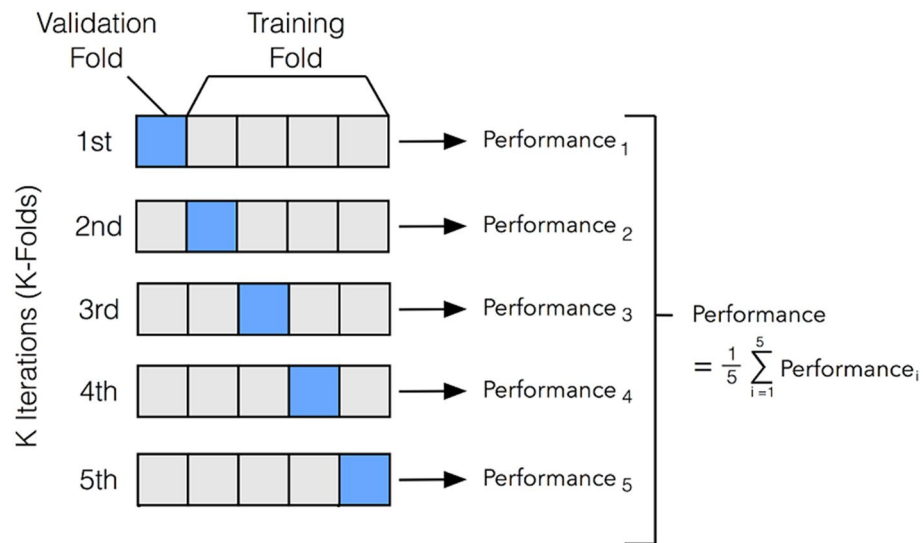 Validation
Fold
Training
Fold
K Iterations (K-Folds)
1st
Performance 1
2nd
Performance 2
3rd
Performance 3
4th
Performance 4
5th
Performance 5
Performance
= 1/5 5∑i=1 Performance i